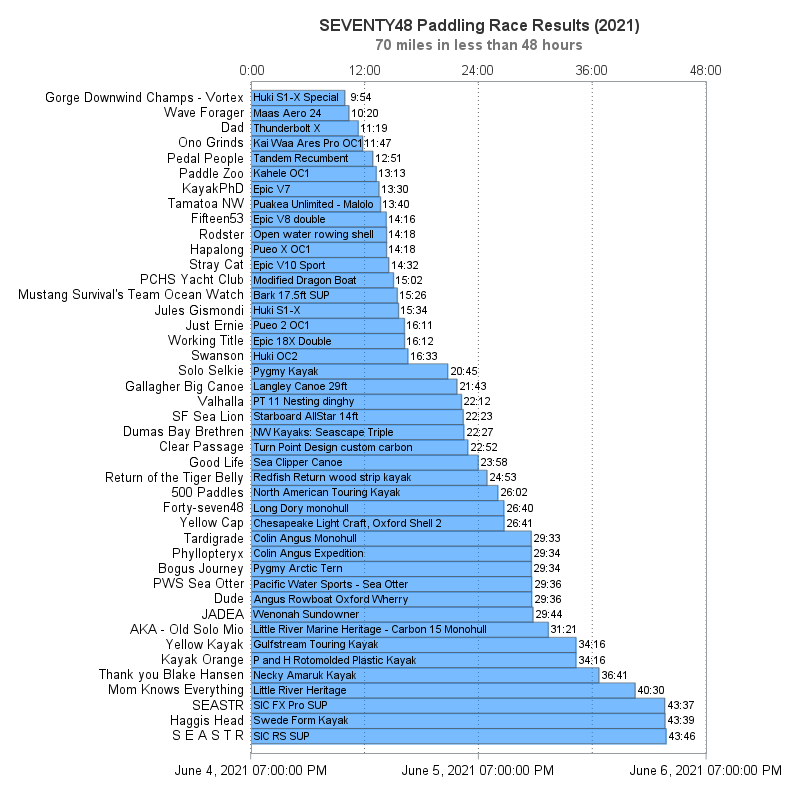 SEVENTY48 Paddling Race Results (2021)
70 miles in less than 48 hours
0:00 12:00 24:00 36:00 48:00
Gorge Downwind Champs - Vortex Huki S1-X Special 9:54
Wave Forager Maas Aero 24 10:20
Dad Thunderbolt X 11:19
Ono Grinds Kai Waa Ares Pro OC1 11:47
Pedal People Tandem Recumbent 12:51
Paddle Zoo Kahele OC1 13:13
KayakPhD Epic V7 13:30
Tamatoa NW Puakea Unlimited - Malolo 13:40
Fifteen53 Epic V8 double 14:16
Rodster Open water rowing shell 14:18
Hapalong Pueo X OC1 14:18
Stray Cat Epic V10 Sport 14:32
PCHS Yacht Club Modified Dragon Boat 15:02
Mustang Survival's Team Ocean Watch Bark 17.5ft SUP 15:26
Jules Gismondi Huki S1-X 15:34
Just Ernie Pueo 2 OC1 16:11
Working Title Epic 18X Double 16:12
Swanson Huki OC2 16:33
Solo Selkie Pygmy Kayak 20:45
Gallagher Big Canoe Langley Canoe 29ft 21:43
Valhalla PT 11 Nesting dinghy 22:12
SF Sea Lion Starboard AllStar 14ft 22:23
Dumas Bay Brethren NW Kayaks: Seascape Triple 22:27
Clear Passage Turn Point Design custom carbon 22:52
Good Life Sea Clipper Canoe 23:58
Return of the Tiger Belly Redfish Return wood strip kayak 24:53
500 Paddles North American Touring Kayak 26:02
Forty-seven48 Long Dory monohull 26:40
Yellow Cap Chesapeake Light Craft, Oxford Shell 2 26:41
Tardigrade Colin Angus Monohull 29:33
Phyllopteryx Colin Angus Expedition 29:34
Bogus Journey Pygmy Arctic Tern 29:34
PWS Sea Otter Pacific Water Sports - Sea Otter 29:36
Dude Angus Rowboat Oxford Wherry 29:36
JADEA Wenonah Sundowner 29:44
AKA - Old Solo Mio Little River Marine Heritage - Carbon 15 Monohull 31:21
Yellow Kayak Gulfstream Touring Kayak 34:16
Kayak Orange P and H Rotomolded Plastic Kayak 34:16
Thank you Blake Hansen Necky Amaruk Kayak 36:41
Mom Knows Everything Little River Heritage 40:30
SEASTR SIC FX Pro SUP 43:37
Haggis Head Swede Form Kayak 43:39
S E A S T R SIC RS SUP 43:46
June 4, 2021 07:00:00 PM June 5, 2021 07:00:00 PM June 6, 2021 07:00:00 PM